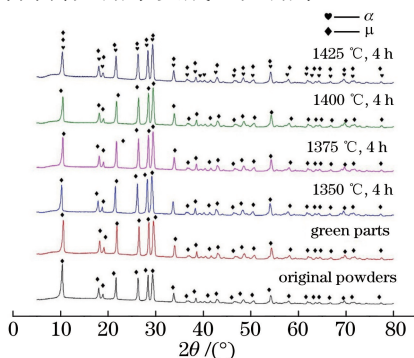 ♥— α
♦— μ
1425 ℃, 4 h
1400 ℃, 4 h
1375 ℃, 4 h
1350 ℃, 4 h
green parts
original powders
0 10 20 30 40 50 60 70 80
2θ /(°)